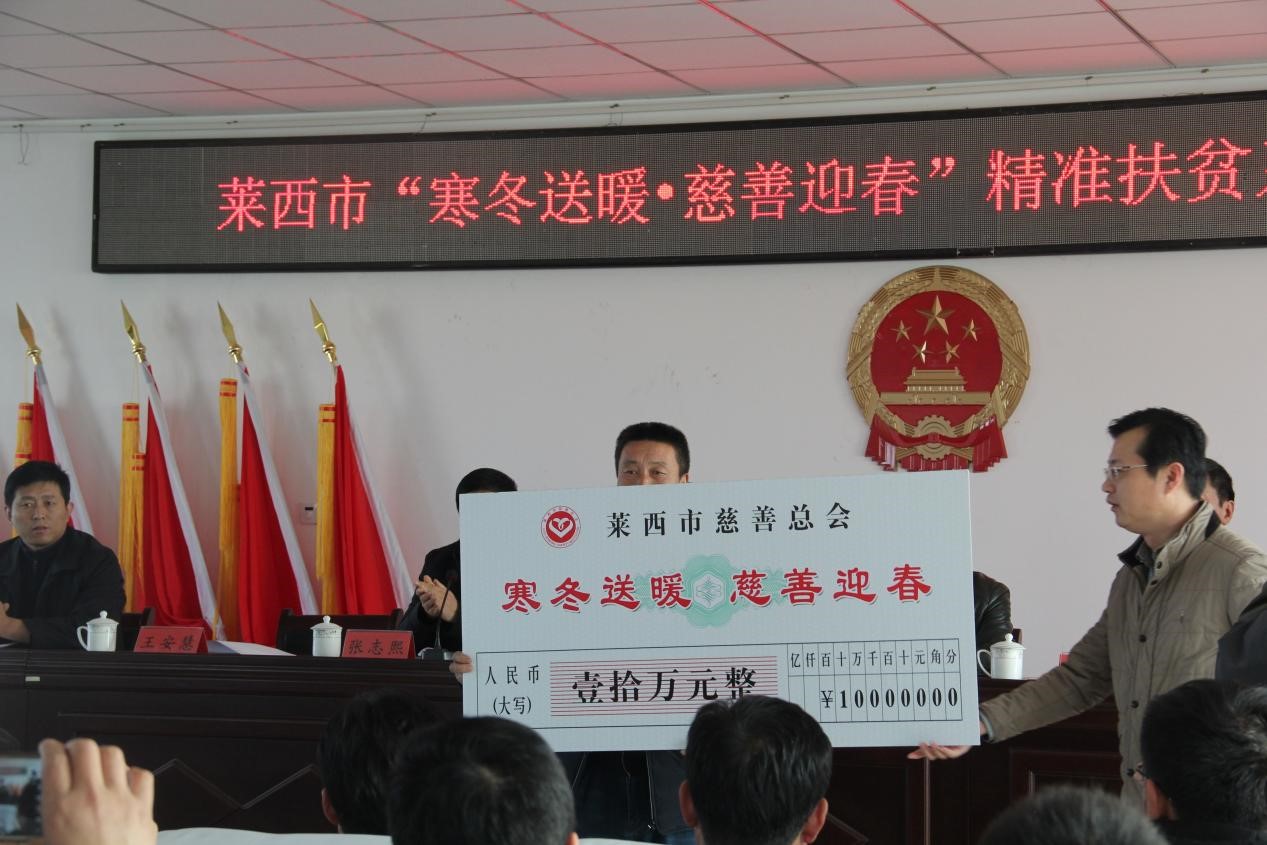 莱西市“寒冬送暖·慈善迎春”精准扶贫
莱西市慈善总会
寒冬送暖 慈善迎春
人民币
(大写)
壹拾万元整
亿仟百十万千百十元角分
¥10000000
王安慧
张志熙